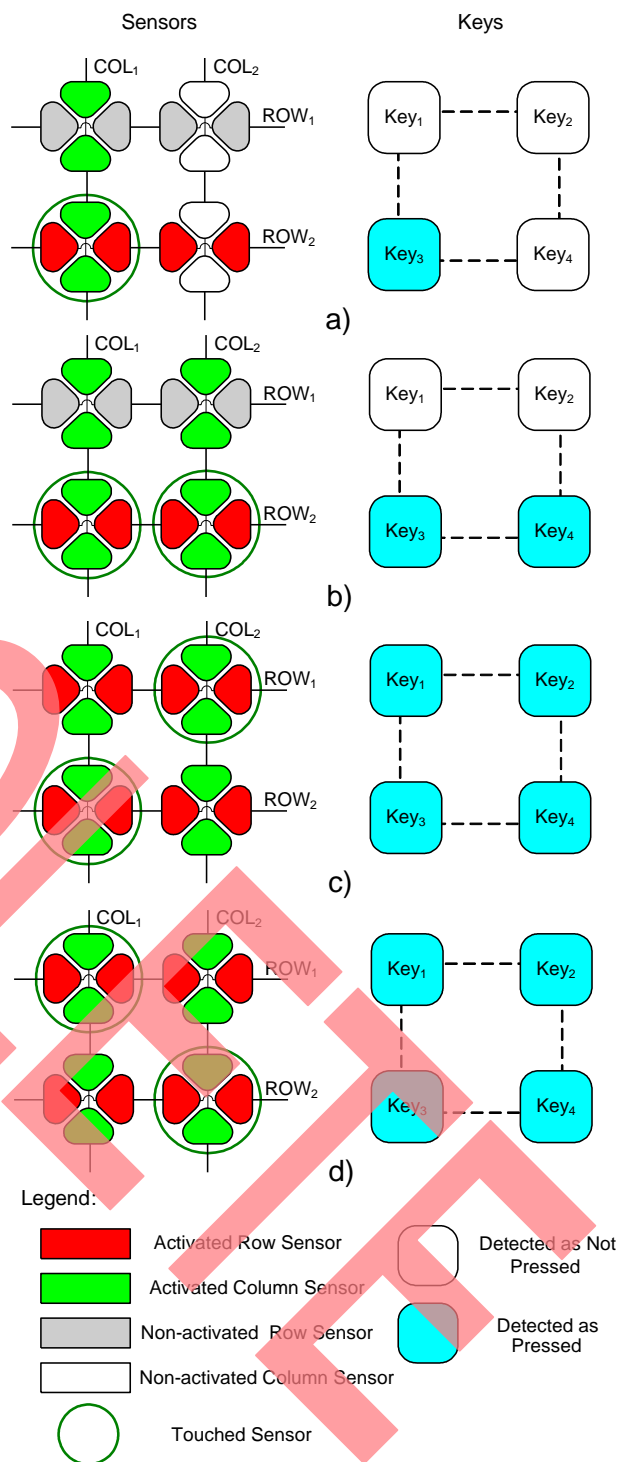 Sensors Keys
COL1 COL2
ROW1
Key1 Key2
ROW2
Key3 Key4
a)
COL1 COL2
ROW1
Key1 Key2
ROW2
Key3 Key4
b)
COL1 COL2
ROW1
Key1 Key2
ROW2
Key3 Key4
c)
COL1 COL2
ROW1
Key1 Key2
ROW2
Key3 Key4
d)
Legend:
Activated Row Sensor
Activated Column Sensor
Non-activated Row Sensor
Non-activated Column Sensor
Touched Sensor
Detected as Not
Pressed
Detected as
Pressed